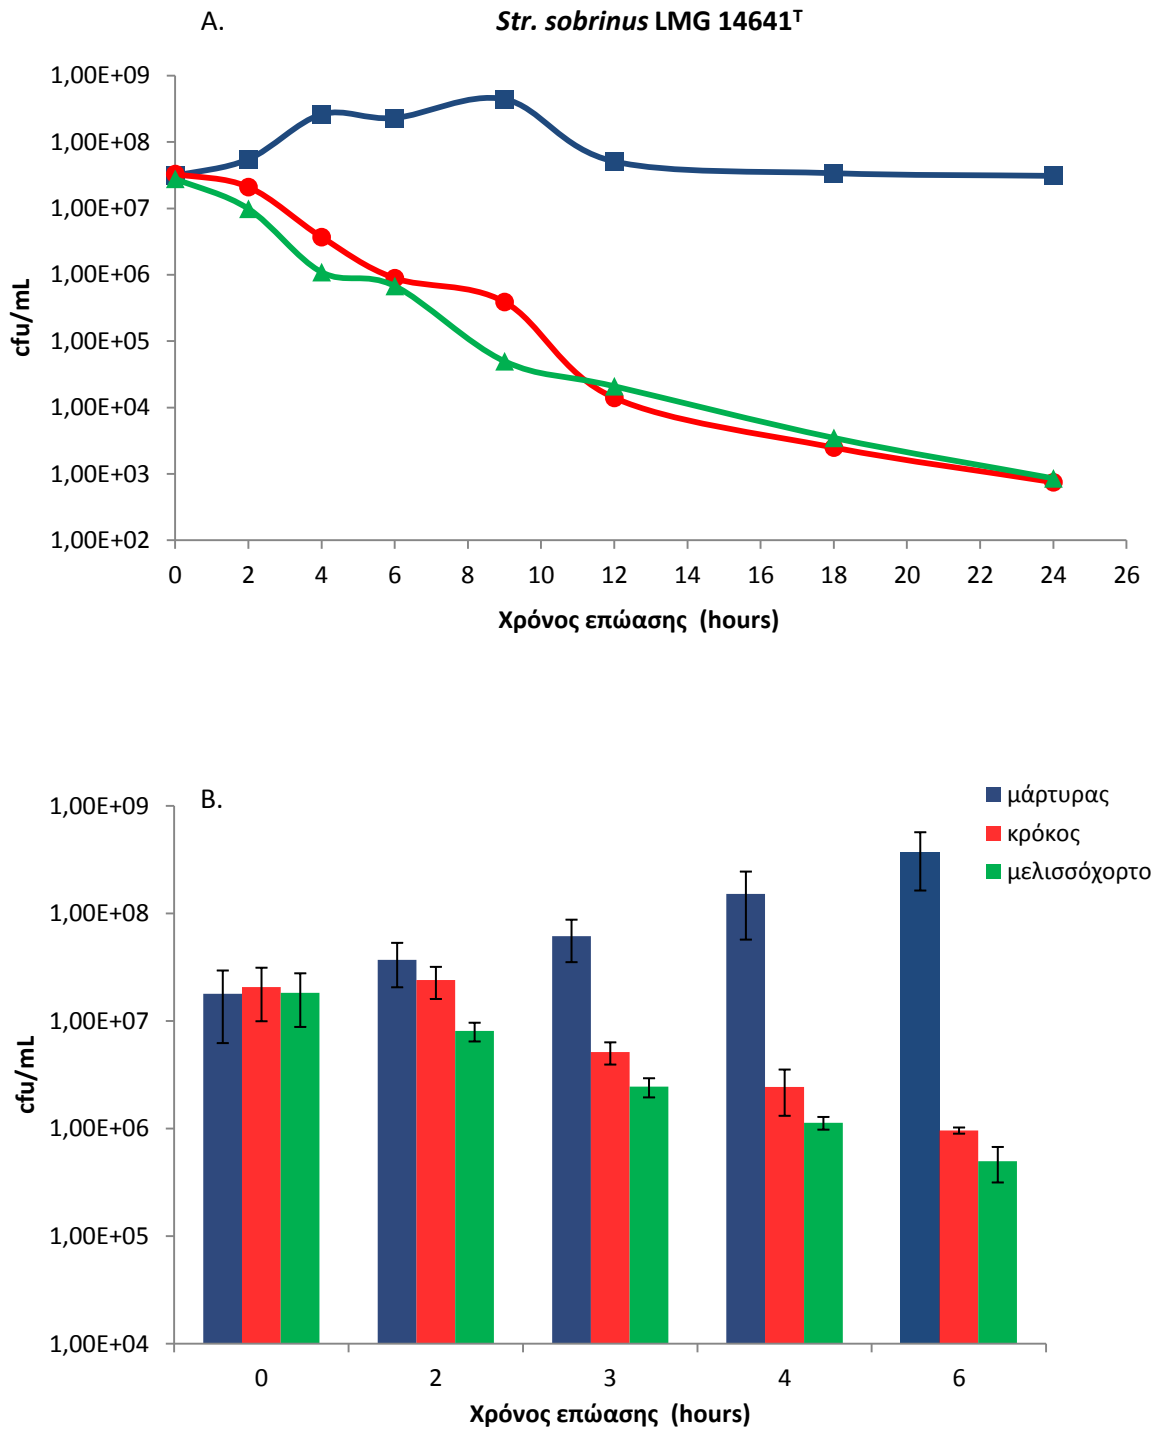 A.
Str. sobrinus LMG 14641ᵀ
1,00E+09
1,00E+08
1,00E+07
1,00E+06
1,00E+05
1,00E+04
1,00E+03
1,00E+02
cfu/mL
0 2 4 6 8 10 12 14 16 18 20 22 24 26
Χρόνος επώασης (hours)
B.
μάρτυρας
κρόκος
μελισσόχορτο
1,00E+09
1,00E+08
1,00E+07
1,00E+06
1,00E+05
1,00E+04
cfu/mL
0 2 3 4 6
Χρόνος επώασης (hours)